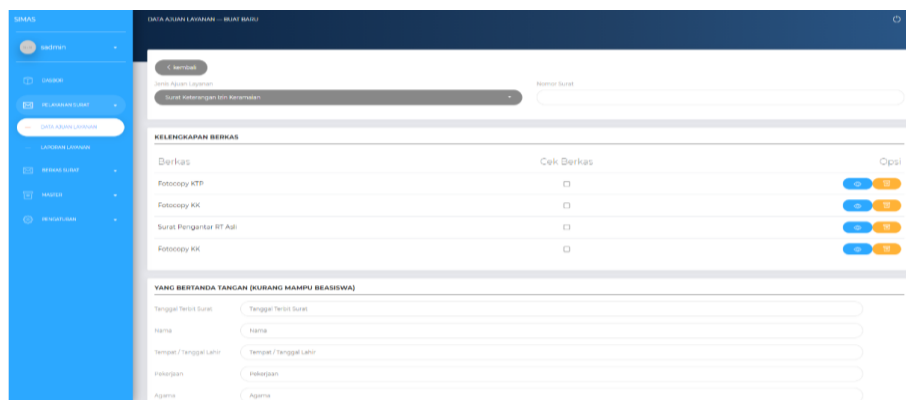 SIMAS
DATA AJUAN LAYANAN — BUAT BARU
sadmin
DASBOR
PELAYANAN SURAT
DATA AJUAN LAYANAN
LAPORAN LAYANAN
BERKAS SURAT
MASTER
PENGATURAN
< kembali
Jenis Ajuan Layanan
Nomor Surat
Surat Keterangan Izin Keramaian
KELENGKAPAN BERKAS
Berkas Cek Berkas Opsi
Fotocopy KTP
Fotocopy KK
Surat Pengantar RT Asli
Fotocopy KK
YANG BERTANDA TANGAN (KURANG MAMPU BEASISWA)
Tanggal Terbit Surat Tanggal Terbit Surat
Nama Nama
Tempat / Tanggal Lahir Tempat / Tanggal Lahir
Pekerjaan Pekerjaan
Agama Agama